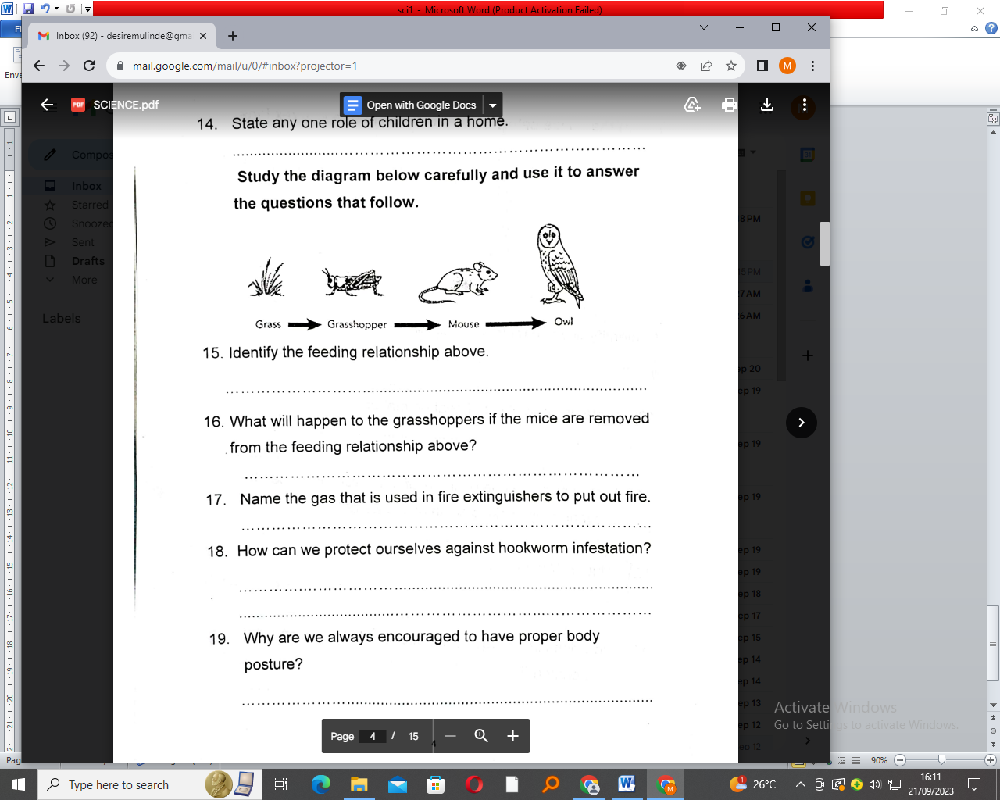 sci1 - Microsoft Word (Product Activation Failed)
Inbox (92) - desiremulinde@gma
mail.google.com/mail/u/0/#inbox?projector=1
M
PDF
SCIENCE.pdf
Open with Google Docs
Compos
Inbox
Starred
Snooze
Sent
Drafts
More
Labels
14. State any one role of children in a home.
Study the diagram below carefully and use it to answer
the questions that follow.
Grass
Grasshopper
Mouse
Owl
15. Identify the feeding relationship above.
16. What will happen to the grasshoppers if the mice are removed
from the feeding relationship above?
17. Name the gas that is used in fire extinguishers to put out fire.
18. How can we protect ourselves against hookworm infestation?
19. Why are we always encouraged to have proper body
posture?
Page 4 / 15
4
8 PM
5 PM
7 AM
6 AM
ep 20
ep 19
ep 19
ep 19
ep 19
ep 19
ep 18
ep 17
ep 15
ep 14
ep 14
ep 13
ep 12
ep 12
Activate Windows
Go to Settings to activate Windows.
90%
Type here to search
26°C
16:11
21/09/2023